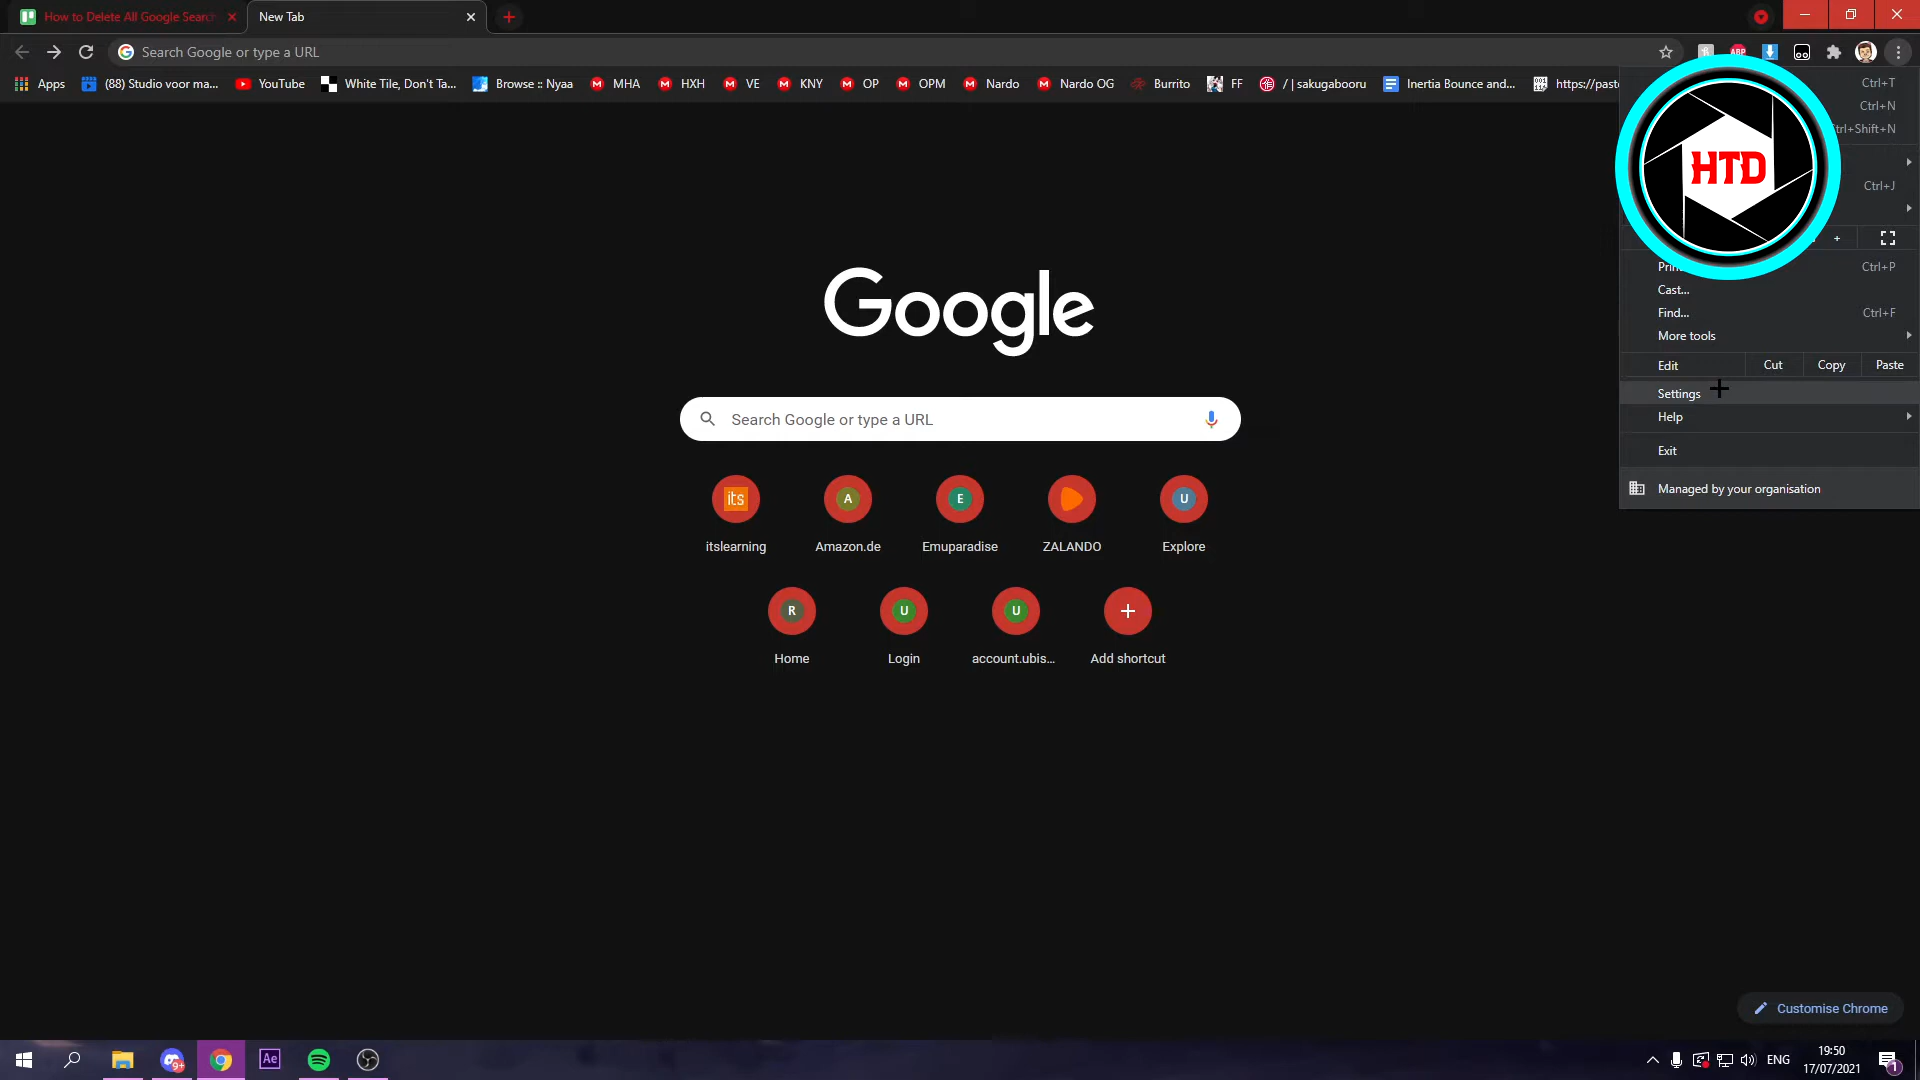 How to Delete All Google Search
New Tab
Search Google or type a URL
ABP
Apps
(88) Studio voor ma...
YouTube
White Tile, Don't Ta...
Browse :: Nyaa
MHA
HXH
VE
KNY
OP
OPM
Nardo
Nardo OG
Burrito
FF
/ | sakugabooru
Inertia Bounce and...
https://paste
Ctrl+T
Ctrl+N
Ctrl+Shift+N
HTD
Ctrl+J
+
Print... Ctrl+P
Cast...
Find... Ctrl+F
More tools
Edit Cut Copy Paste
Settings
Help
Exit
Managed by your organisation
Google
Search Google or type a URL
its A E U
itslearning Amazon.de Emuparadise ZALANDO Explore
R U U
Home Login account.ubis... Add shortcut
Customise Chrome
9+
Ae
ENG
19:50
17/07/2021
1